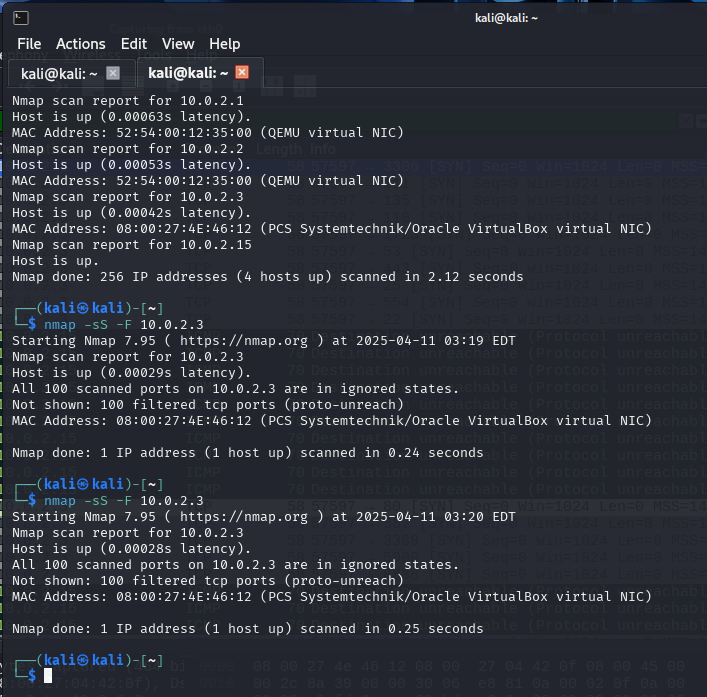 kali@kali: ~
File Actions Edit View Help
kali@kali: ~ kali@kali: ~
Nmap scan report for 10.0.2.1
Host is up (0.00063s latency).
MAC Address: 52:54:00:12:35:00 (QEMU virtual NIC)
Nmap scan report for 10.0.2.2
Host is up (0.00053s latency).
MAC Address: 52:54:00:12:35:00 (QEMU virtual NIC)
Nmap scan report for 10.0.2.3
Host is up (0.00042s latency).
MAC Address: 08:00:27:4E:46:12 (PCS Systemtechnik/Oracle VirtualBox virtual NIC)
Nmap scan report for 10.0.2.15
Host is up.
Nmap done: 256 IP addresses (4 hosts up) scanned in 2.12 seconds
┌──(kali㉿kali)-[~]
└─$ nmap -sS -F 10.0.2.3
Starting Nmap 7.95 ( https://nmap.org ) at 2025-04-11 03:19 EDT
Nmap scan report for 10.0.2.3
Host is up (0.00029s latency).
All 100 scanned ports on 10.0.2.3 are in ignored states.
Not shown: 100 filtered tcp ports (proto-unreach)
MAC Address: 08:00:27:4E:46:12 (PCS Systemtechnik/Oracle VirtualBox virtual NIC)
Nmap done: 1 IP address (1 host up) scanned in 0.24 seconds
┌──(kali㉿kali)-[~]
└─$ nmap -sS -F 10.0.2.3
Starting Nmap 7.95 ( https://nmap.org ) at 2025-04-11 03:20 EDT
Nmap scan report for 10.0.2.3
Host is up (0.00028s latency).
All 100 scanned ports on 10.0.2.3 are in ignored states.
Not shown: 100 filtered tcp ports (proto-unreach)
MAC Address: 08:00:27:4E:46:12 (PCS Systemtechnik/Oracle VirtualBox virtual NIC)
Nmap done: 1 IP address (1 host up) scanned in 0.25 seconds
┌──(kali㉿kali)-[~]
└─$